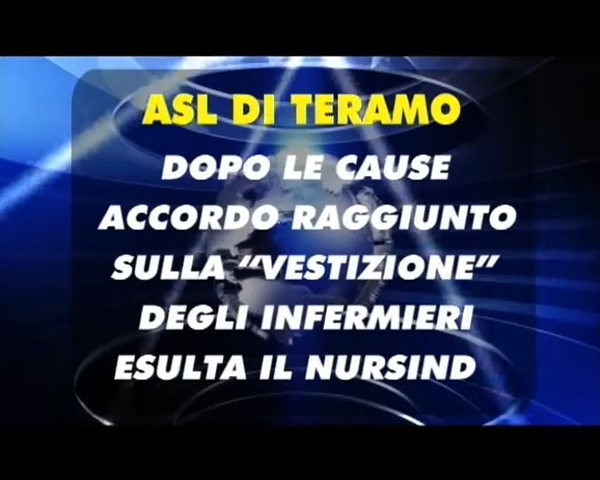 ASL DI TERAMO
DOPO LE CAUSE
ACCORDO RAGGIUNTO
SULLA “VESTIZIONE”
DEGLI INFERMIERI
ESULTA IL NURSIND